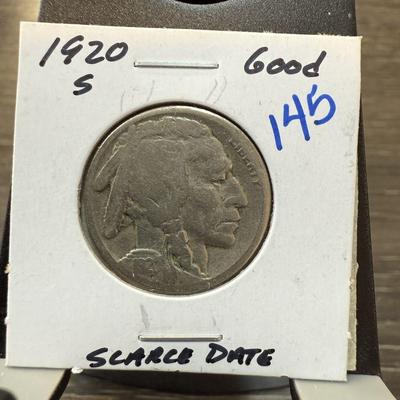 1920 Good
S
145
LIBERTY
SCARCE DATE